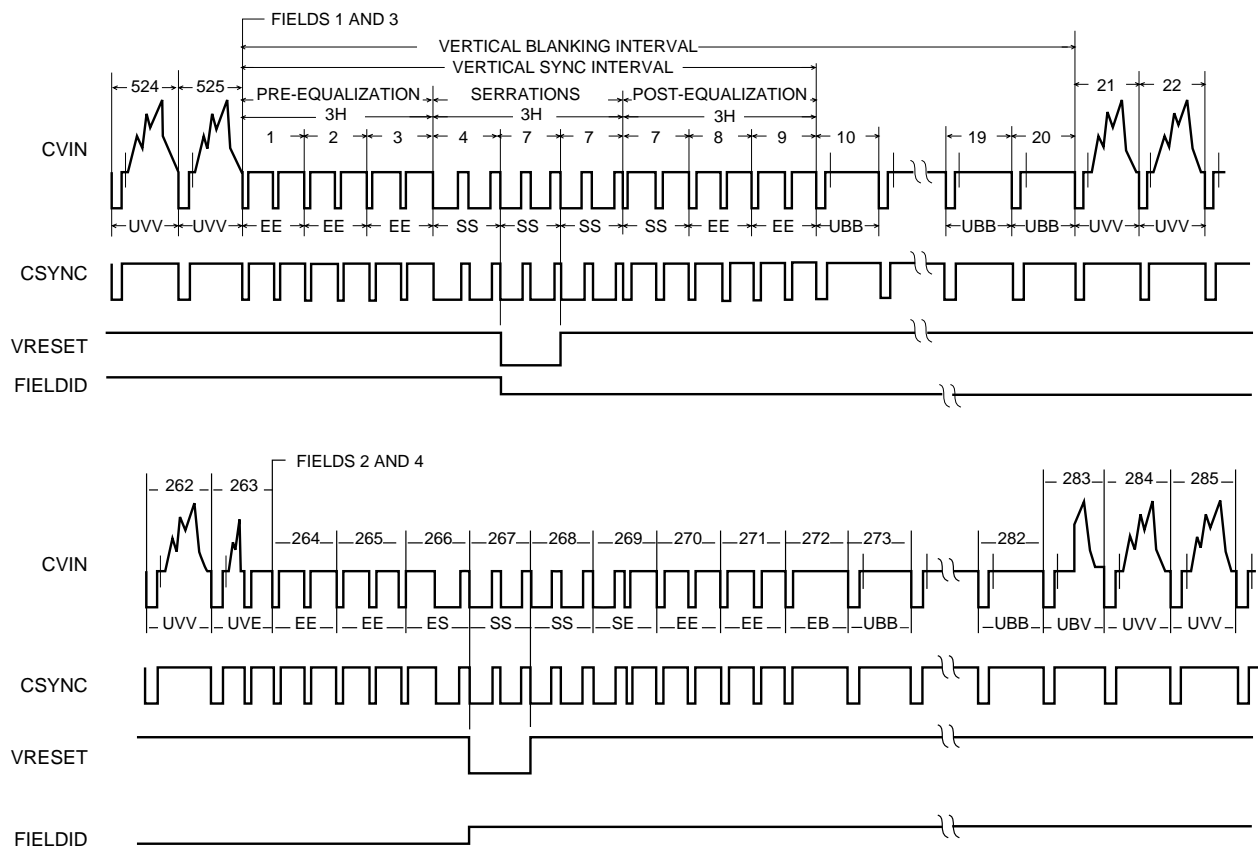 FIELDS 1 AND 3
VERTICAL BLANKING INTERVAL
VERTICAL SYNC INTERVAL
524 525 PRE-EQUALIZATION SERRATIONS POST-EQUALIZATION 21 22
3H 3H 3H
1 2 3 4 7 7 7 8 9 10 19 20
CVIN
UVV UVV EE EE EE SS SS SS SS EE EE UBB UBB UBB UVV UVV
CSYNC
VRESET
FIELDID
FIELDS 2 AND 4
262 263 283 284 285
264 265 266 267 268 269 270 271 272 273 282
CVIN
UVV UVE EE EE ES SS SS SE EE EE EB UBB UBB UBV UVV UVV
CSYNC
VRESET
FIELDID